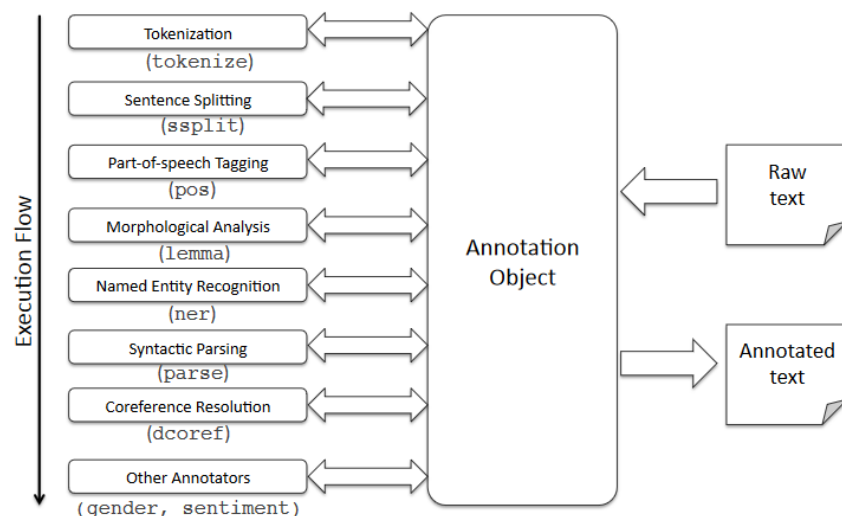 Execution Flow
Tokenization
(tokenize)
Sentence Splitting
(ssplit)
Part-of-speech Tagging
(pos)
Morphological Analysis
(lemma)
Named Entity Recognition
(ner)
Syntactic Parsing
(parse)
Coreference Resolution
(dcoref)
Other Annotators
(gender, sentiment)
Annotation
Object
Raw
text
Annotated
text